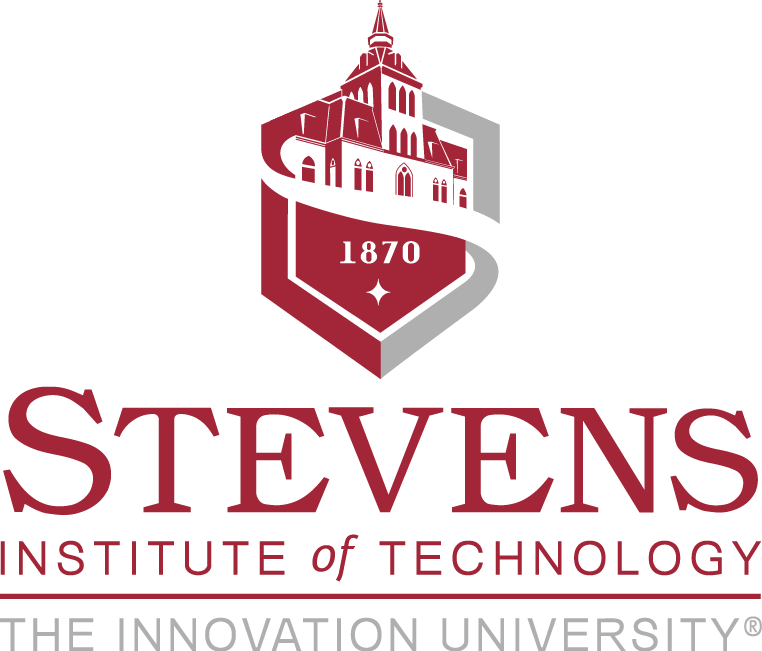 1870
STEVENS
INSTITUTE of TECHNOLOGY
THE INNOVATION UNIVERSITY®